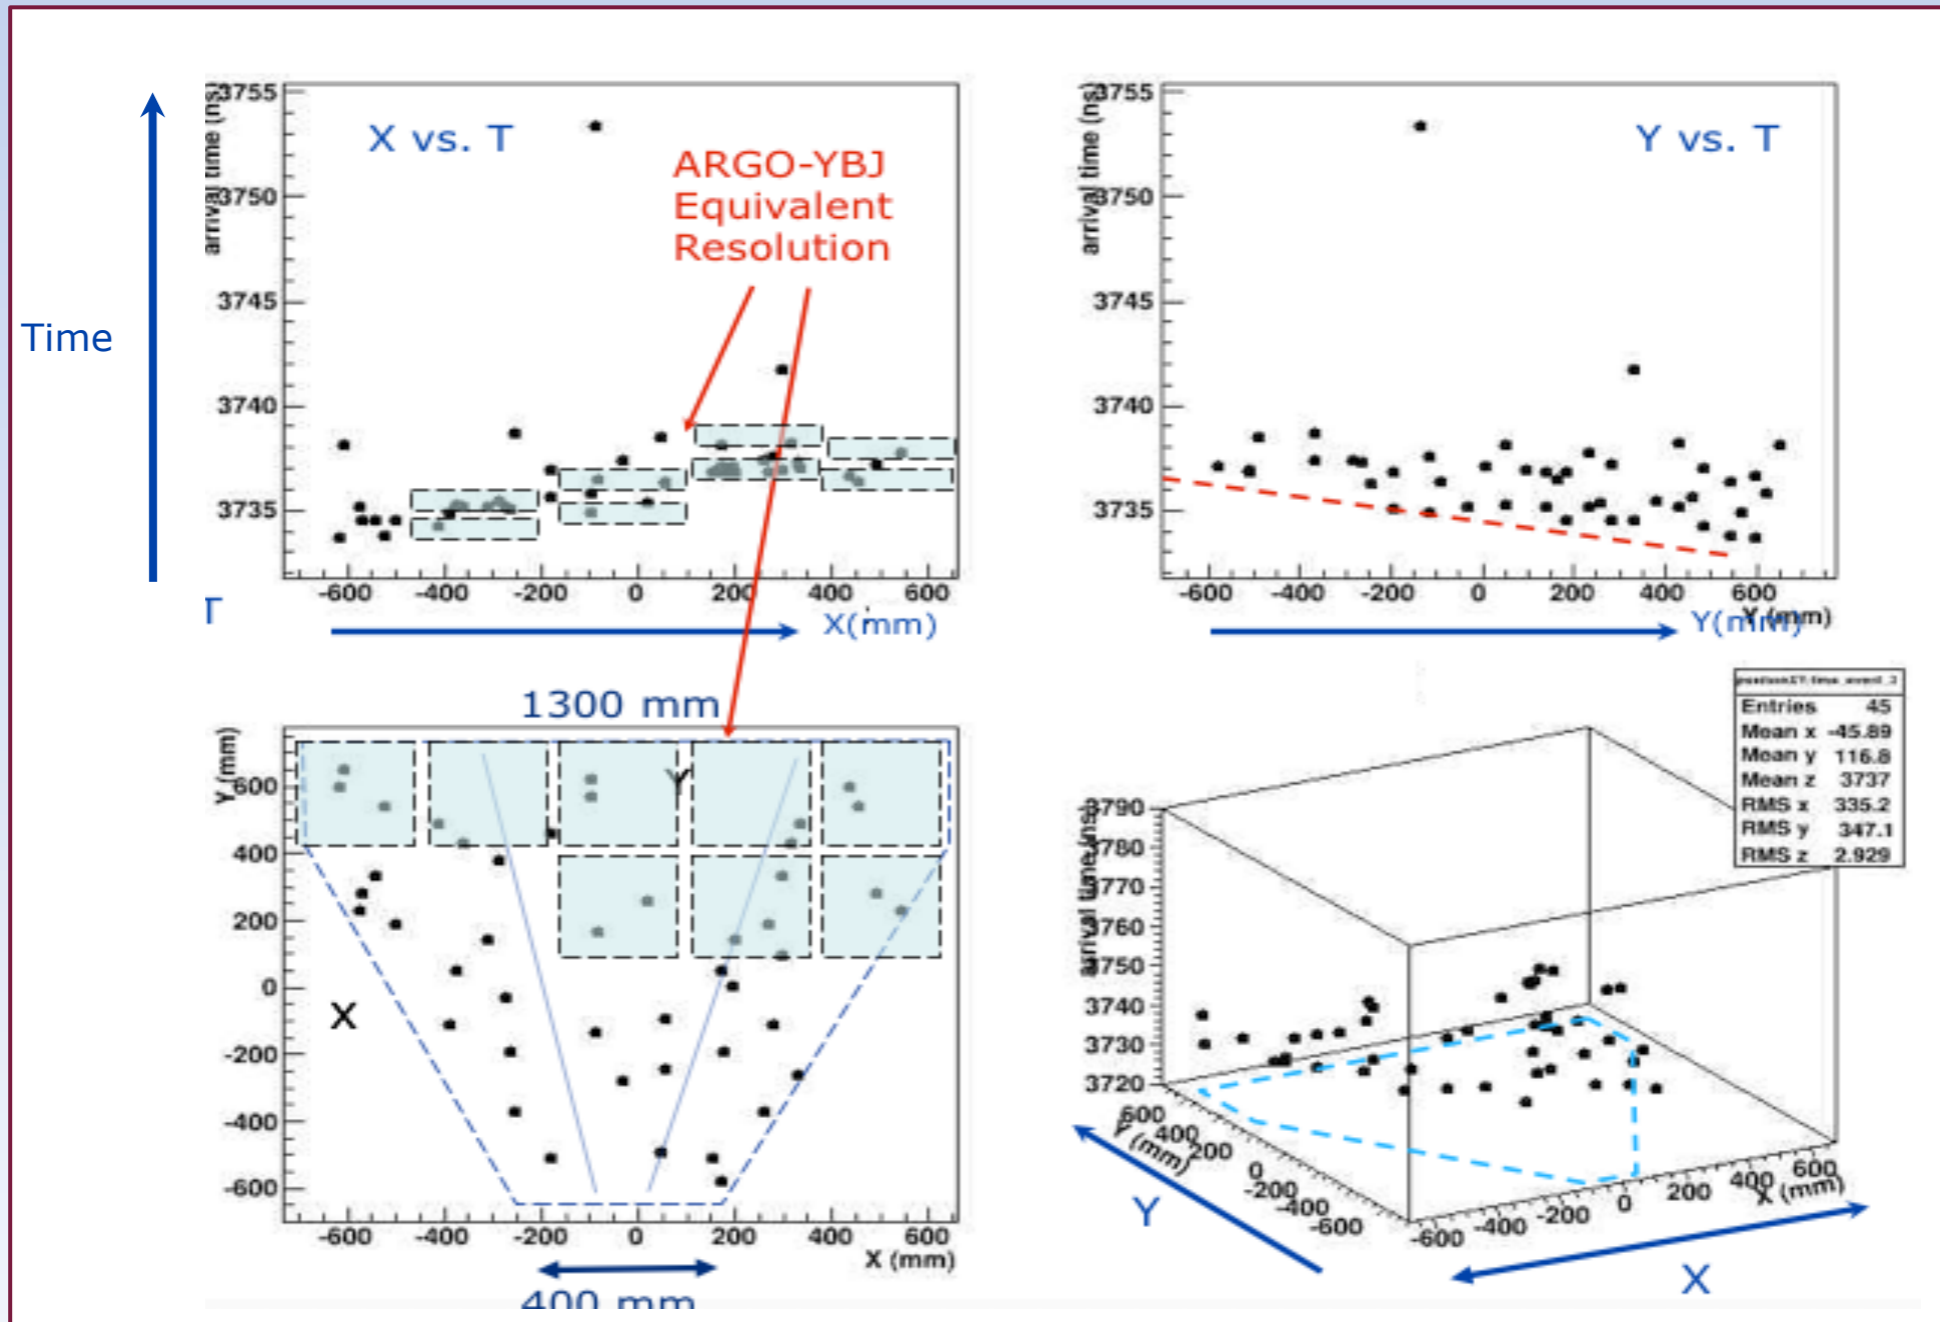 Time
T
arrival time (ns)
3755
3750
3745
3740
3735
X vs. T
ARGO-YBJ
Equivalent
Resolution
-600
-400
-200
0
200
400
600
X(mm)
arrival time (ns)
3755
3750
3745
3740
3735
Y vs. T
-600
-400
-200
0
200
400
600
Y (mm)
Y(mm)
1300 mm
Y (mm)
600
400
200
0
-200
-400
-600
Y
X
-600
-400
-200
0
200
400
600
X (mm)
400 mm
Entries 45
Mean x -45.89
Mean y 116.8
Mean z 3737
RMS x 335.2
RMS y 347.1
RMS z 2.929
arrival time (ns)
3790
3780
3770
3760
3750
3740
3730
3720
600
400
200
0
-200
-400
-600
Y (mm)
Y
-600
-400
-200
0
200
400
600
X (mm)
X